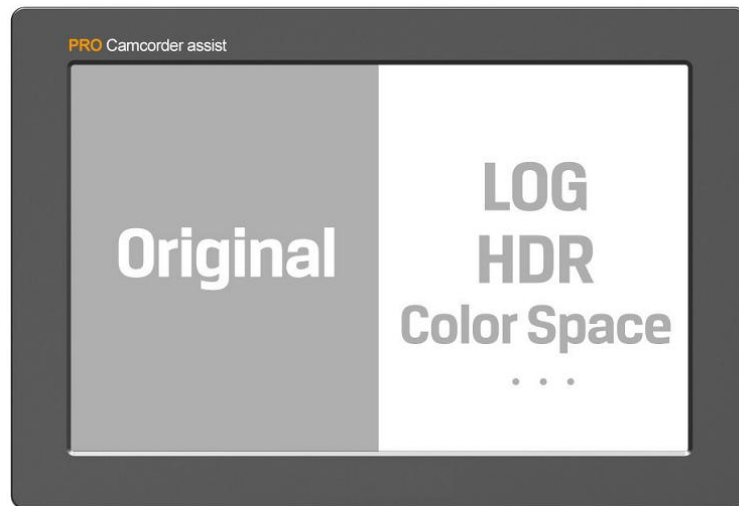 PRO Camcorder assist
Original
LOG
HDR
Color Space
• • •